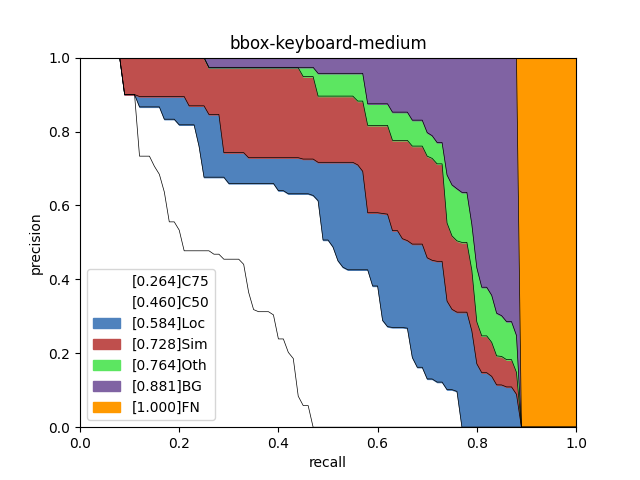 bbox-keyboard-medium
1.0
0.8
0.6
0.4
0.2
0.0
precision
[0.264]C75
[0.460]C50
[0.584]Loc
[0.728]Sim
[0.764]Oth
[0.881]BG
[1.000]FN
0.0 0.2 0.4 0.6 0.8 1.0
recall